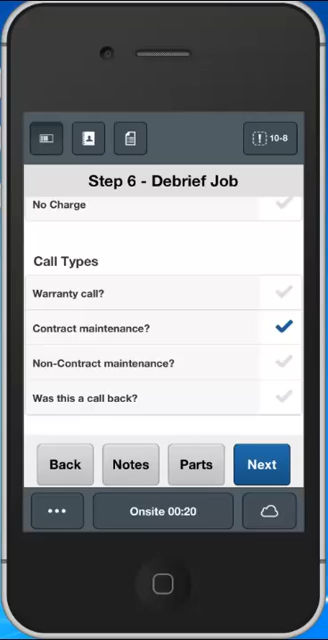 10-8
Step 6 - Debrief Job
No Charge
Call Types
Warranty call?
Contract maintenance?
Non-Contract maintenance?
Was this a call back?
Back
Notes
Parts
Next
Onsite 00:20